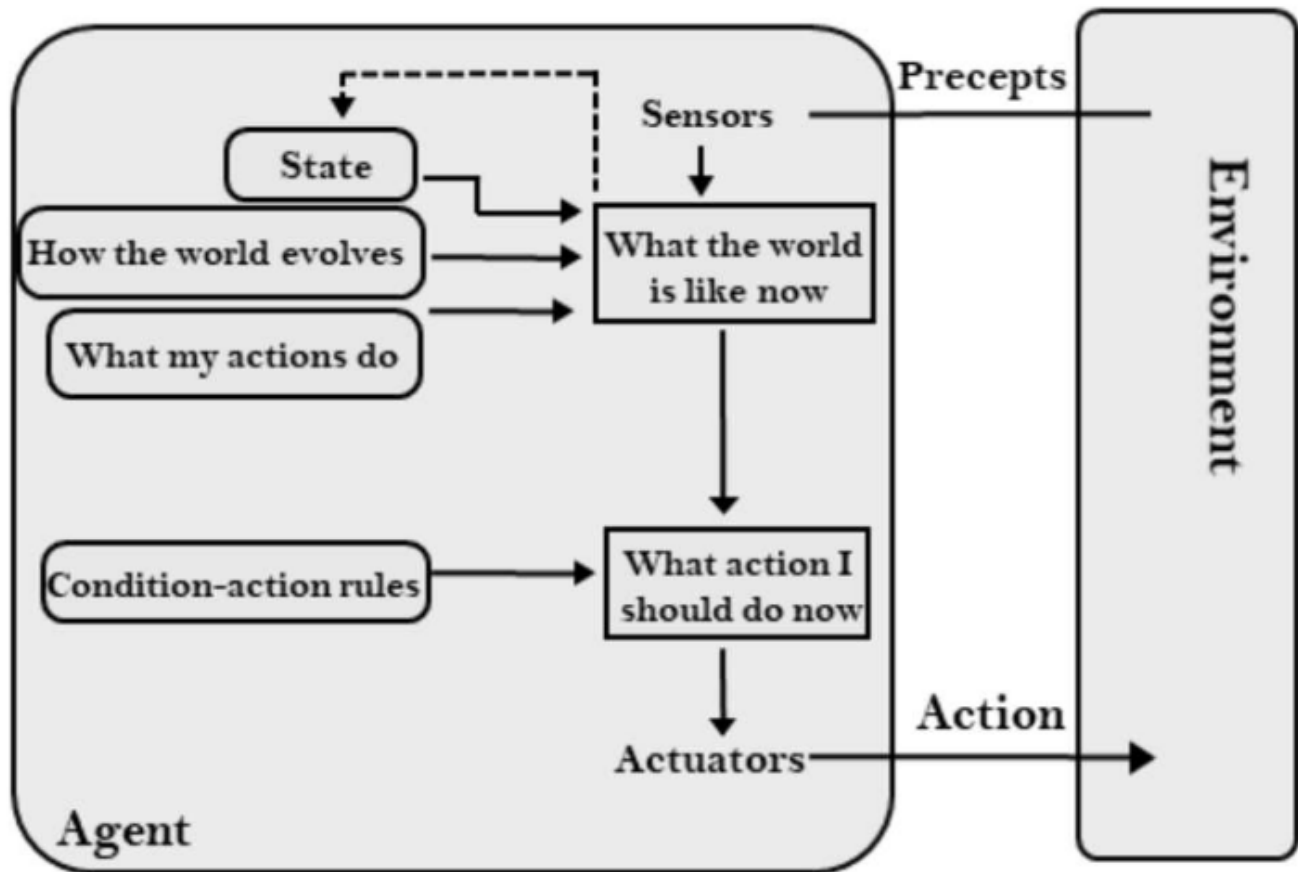 Precepts
Sensors
State
How the world evolves
What the world
is like now
What my actions do
Environment
Condition-action rules
What action I
should do now
Action
Actuators
Agent